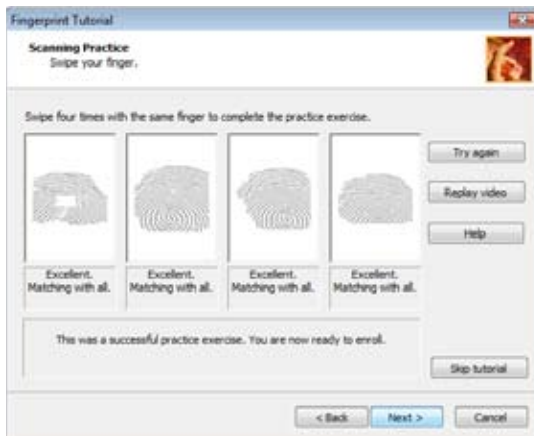 Fingerprint Tutorial
Scanning Practice
Swipe your finger.
Swipe four times with the same finger to complete the practice exercise.
Excellent.
Matching with all.
Excellent.
Matching with all.
Excellent.
Matching with all.
Excellent.
Matching with all.
Try again
Replay video
Help
This was a successful practice exercise. You are now ready to enroll.
Skip tutorial
< Back
Next >
Cancel